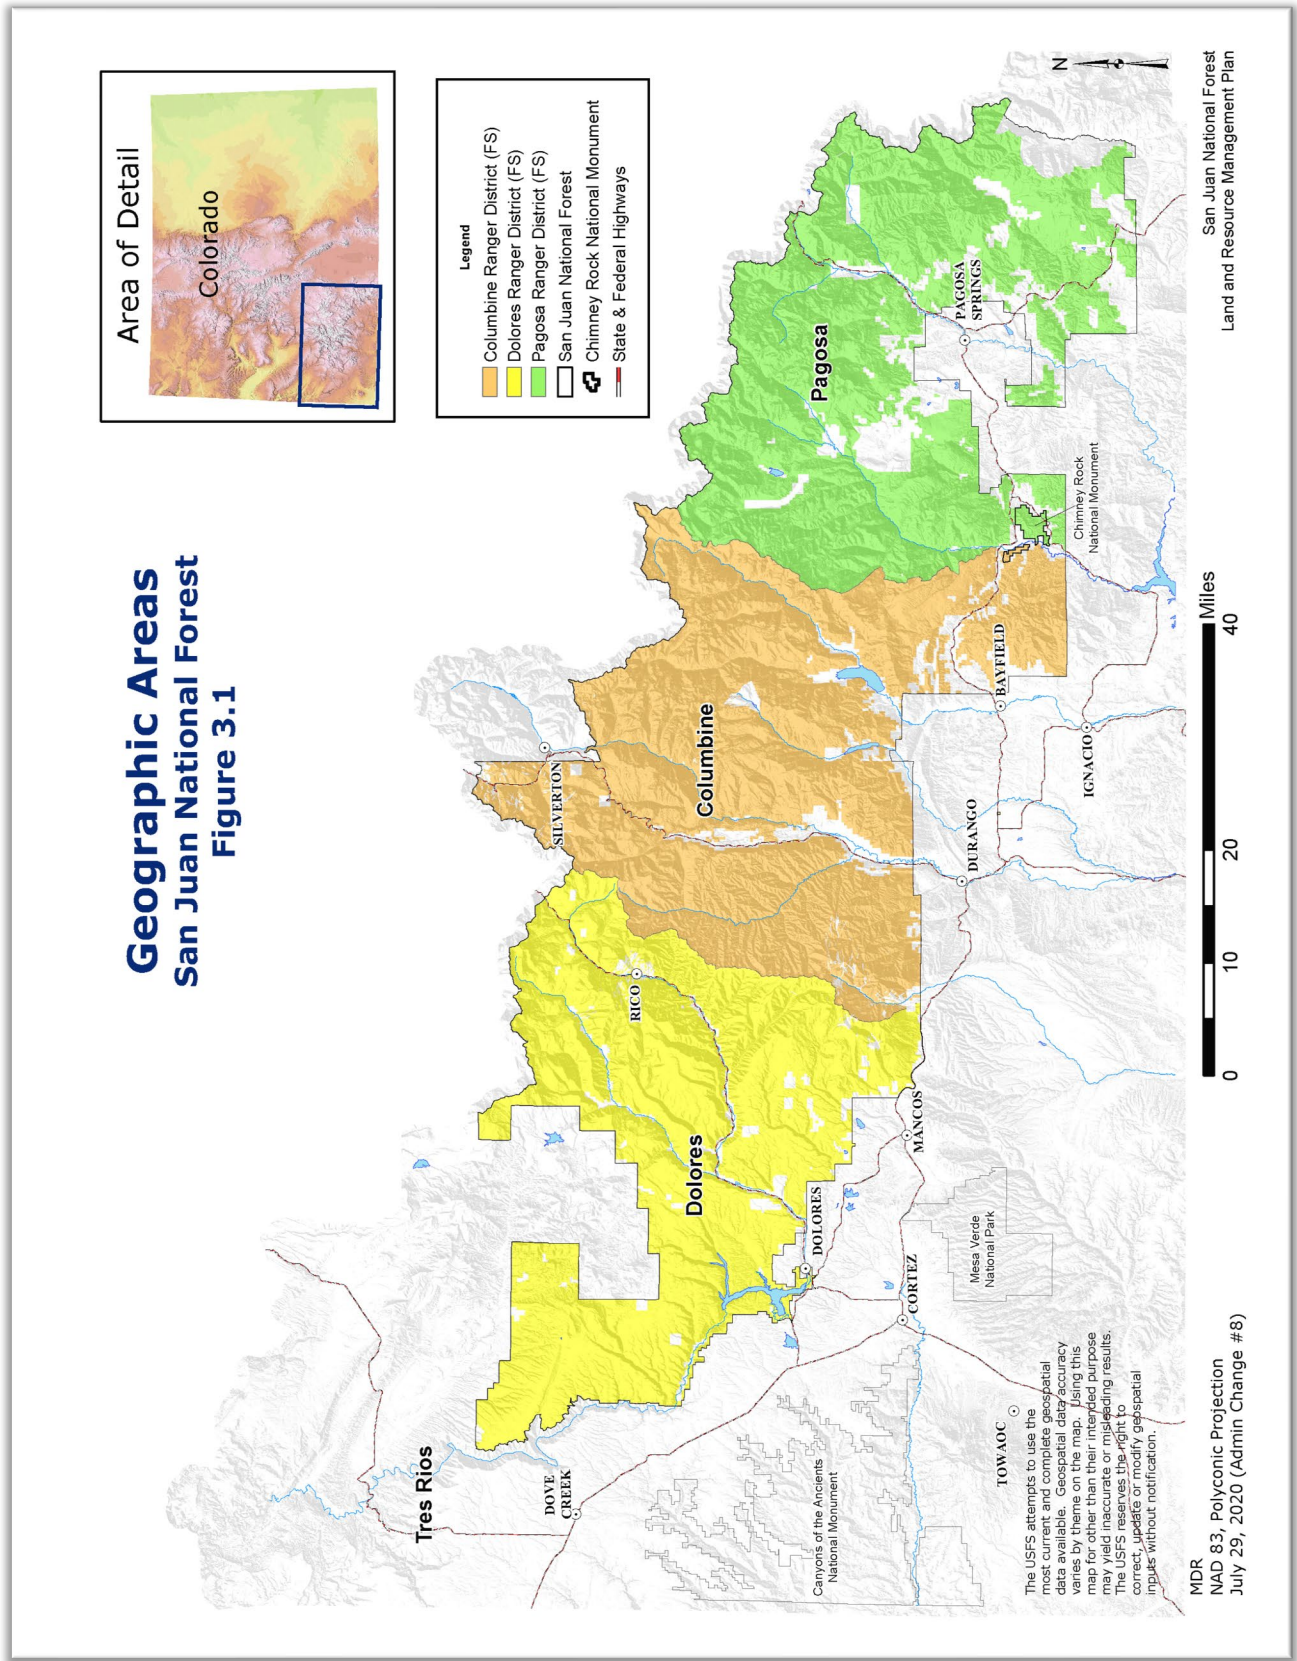 Geographic Areas
San Juan National Forest
Figure 3.1
Area of Detail
Colorado
Legend
Columbine Ranger District (FS)
Dolores Ranger District (FS)
Pagosa Ranger District (FS)
San Juan National Forest
Chimney Rock National Monument
State & Federal Highways
Tres Rios
DOVE
CREEK
Dolores
RICO
SILVERTON
Columbine
Pagosa
DOLORES
PAGOSA
SPRINGS
Canyons of the Ancients
National Monument
CORTEZ
MANCOS
DURANGO
BAYFIELD
Mesa Verde
National Park
Chimney Rock
National Monument
IGNACIO
TOWAOC
N
The USFS attempts to use the
most current and complete geospatial
data available. Geospatial data accuracy
varies by theme on the map. Using this
map for other than their intended purpose
may yield inaccurate or misleading results.
The USFS reserves the right to
correct, update or modify geospatial
inputs without notification.
MDR
NAD 83, Polyconic Projection
July 29, 2020 (Admin Change #8)
0 10 20 40
Miles
San Juan National Forest
Land and Resource Management Plan